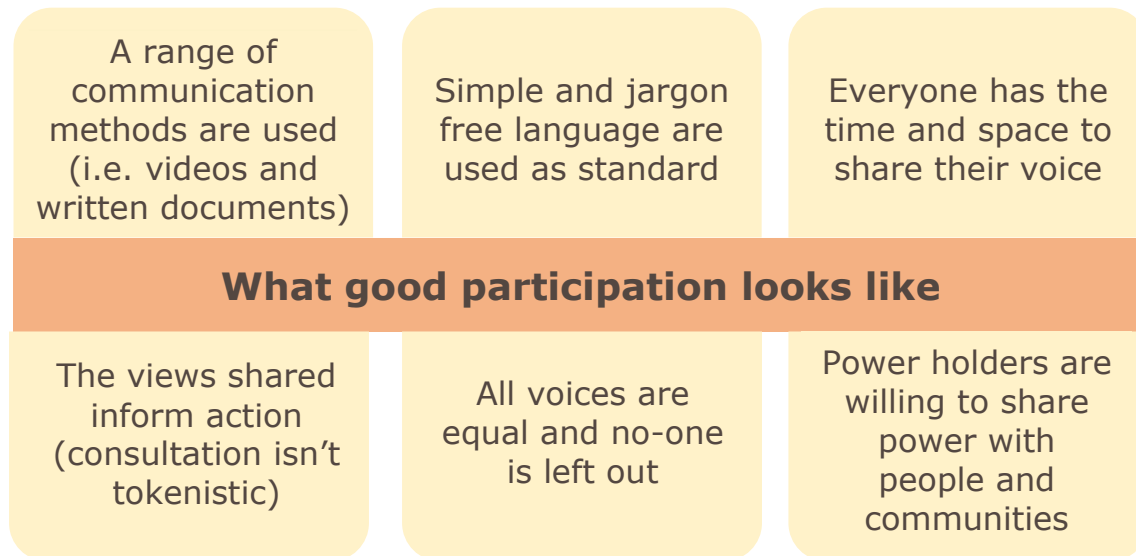 A range of
communication
methods are used
(i.e. videos and
written documents)
Simple and jargon
free language are
used as standard
Everyone has the
time and space to
share their voice
What good participation looks like
The views shared
inform action
(consultation isn’t
tokenistic)
All voices are
equal and no-one
is left out
Power holders are
willing to share
power with
people and
communities